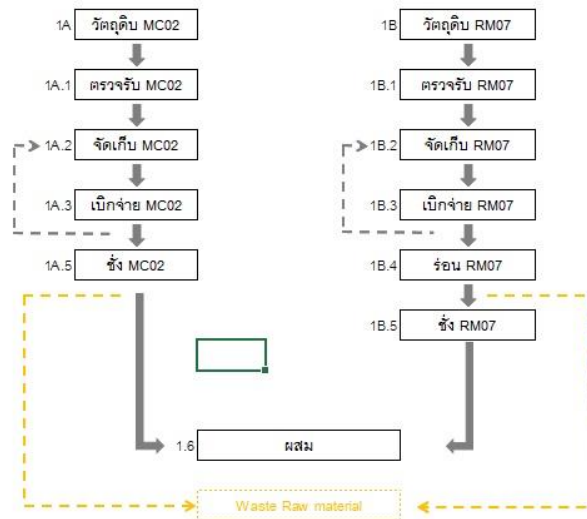 1A วัตถุดิบ MC02 1B วัตถุดิบ RM07
1A.1 ตรวจรับ MC02 1B.1 ตรวจรับ RM07
1A.2 จัดเก็บ MC02 1B.2 จัดเก็บ RM07
1A.3 เบิกจ่าย MC02 1B.3 เบิกจ่าย RM07
1A.5 ชั่ง MC02 1B.4 ร่อน RM07
1B.5 ชั่ง RM07
1.6 ผสม
Waste Raw material